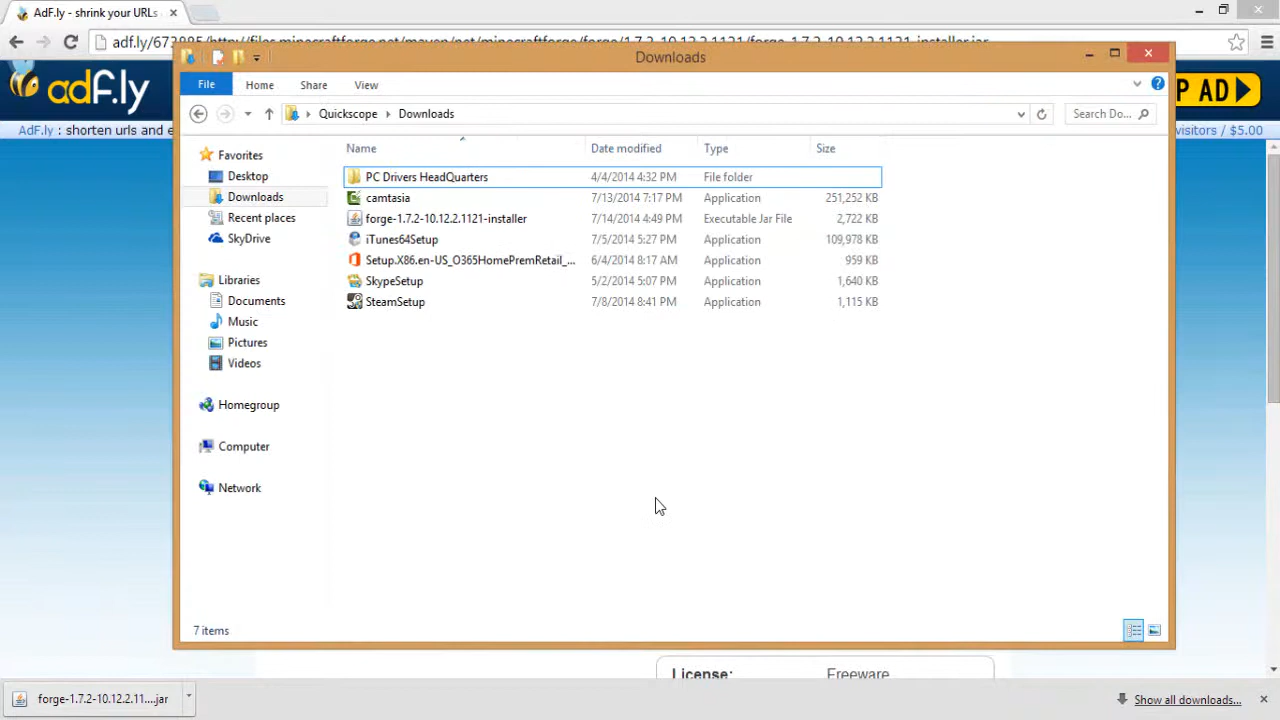 AdF.ly - shrink your URLs
adf.ly/673885/http://files.minecraftforge.net/maven/net/minecraftforge/forge/1.7.2-10.12.2.1121/forge-1.7.2-10.12.2.1121-installer.jar
Downloads
File Home Share View
Quickscope Downloads
Search Do...
adf.ly
P AD
AdF.ly : shorten urls and e
visitors / $5.00
Name Date modified Type Size
Favorites
Desktop
Downloads
Recent places
SkyDrive
Libraries
Documents
Music
Pictures
Videos
Homegroup
Computer
Network
PC Drivers HeadQuarters 4/4/2014 4:32 PM File folder
camtasia 7/13/2014 7:17 PM Application 251,252 KB
forge-1.7.2-10.12.2.1121-installer 7/14/2014 4:49 PM Executable Jar File 2,722 KB
iTunes64Setup 7/5/2014 5:27 PM Application 109,978 KB
Setup.X86.en-US_O365HomePremRetail_... 6/4/2014 8:17 AM Application 959 KB
SkypeSetup 5/2/2014 5:07 PM Application 1,640 KB
SteamSetup 7/8/2014 8:41 PM Application 1,115 KB
7 items
License: Freeware
forge-1.7.2-10.12.2.11....jar
Show all downloads...